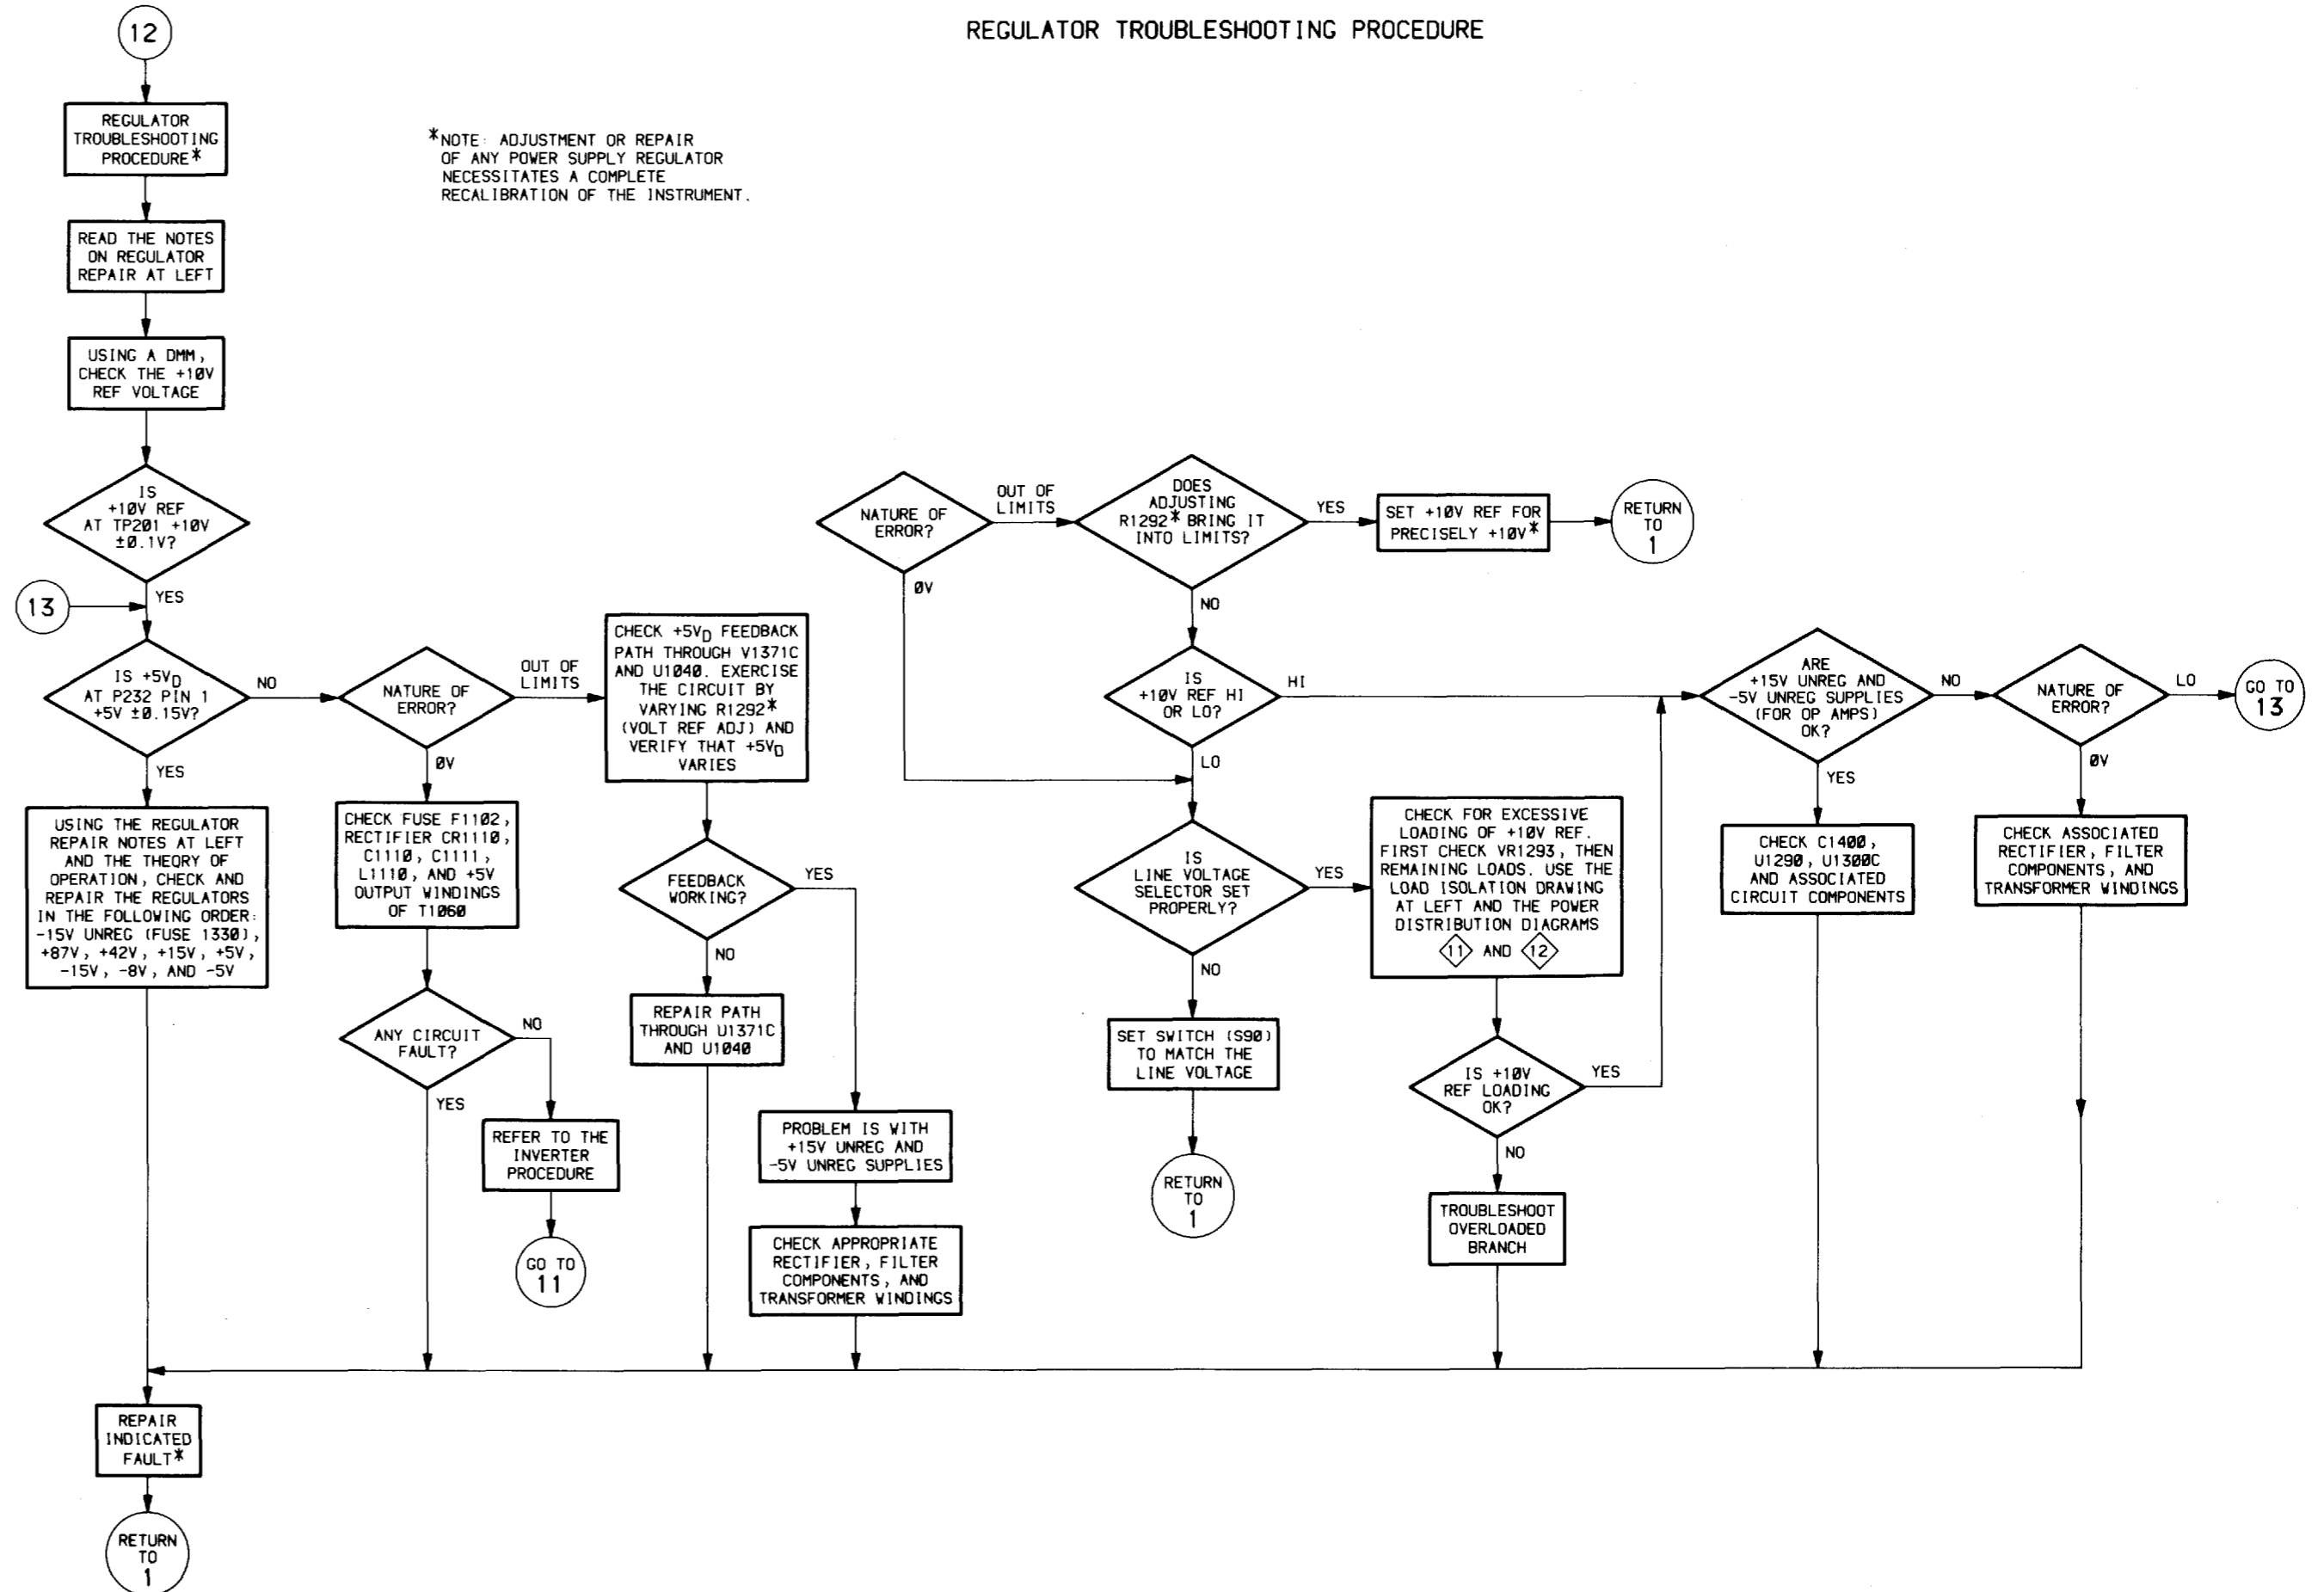 REGULATOR TROUBLESHOOTING PROCEDURE
12
REGULATOR
TROUBLESHOOTING
PROCEDURE*
*NOTE: ADJUSTMENT OR REPAIR
OF ANY POWER SUPPLY REGULATOR
NECESSITATES A COMPLETE
RECALIBRATION OF THE INSTRUMENT.
READ THE NOTES
ON REGULATOR
REPAIR AT LEFT
USING A DMM,
CHECK THE +10V
REF VOLTAGE
IS
+10V REF
AT TP201 +10V
±0.1V?
YES
13
IS +5VD
AT P232 PIN 1
+5V ±0.15V?
NO
YES
USING THE REGULATOR
REPAIR NOTES AT LEFT
AND THE THEORY OF
OPERATION, CHECK AND
REPAIR THE REGULATORS
IN THE FOLLOWING ORDER:
-15V UNREG (FUSE 1330),
+87V, +42V, +15V, +5V,
-15V, -8V, AND -5V
NATURE OF
ERROR?
OUT OF
LIMITS
0V
CHECK FUSE F1102,
RECTIFIER CR1110,
C1110, C1111,
L1110, AND +5V
OUTPUT WINDINGS
OF T1060
ANY CIRCUIT
FAULT?
NO
YES
REFER TO THE
INVERTER
PROCEDURE
GO TO
11
CHECK +5VD FEEDBACK
PATH THROUGH V1371C
AND U1040. EXERCISE
THE CIRCUIT BY
VARYING R1292*
(VOLT REF ADJ) AND
VERIFY THAT +5VD
VARIES
FEEDBACK
WORKING?
YES
NO
REPAIR PATH
THROUGH U1371C
AND U1040
PROBLEM IS WITH
+15V UNREG AND
-5V UNREG SUPPLIES
CHECK APPROPRIATE
RECTIFIER, FILTER
COMPONENTS, AND
TRANSFORMER WINDINGS
NATURE OF
ERROR?
OUT OF
LIMITS
0V
DOES
ADJUSTING
R1292* BRING IT
INTO LIMITS?
YES
NO
SET +10V REF FOR
PRECISELY +10V*
RETURN
TO
1
IS
+10V REF HI
OR LO?
HI
LO
IS
LINE VOLTAGE
SELECTOR SET
PROPERLY?
YES
NO
SET SWITCH (S90)
TO MATCH THE
LINE VOLTAGE
RETURN
TO
1
CHECK FOR EXCESSIVE
LOADING OF +10V REF.
FIRST CHECK VR1293, THEN
REMAINING LOADS. USE THE
LOAD ISOLATION DRAWING
AT LEFT AND THE POWER
DISTRIBUTION DIAGRAMS
11 AND 12
IS +10V
REF LOADING
OK?
YES
NO
TROUBLESHOOT
OVERLOADED
BRANCH
ARE
+15V UNREG AND
-5V UNREG SUPPLIES
(FOR OP AMPS)
OK?
NO
YES
CHECK C1400,
U1290, U1300C
AND ASSOCIATED
CIRCUIT COMPONENTS
NATURE OF
ERROR?
LO
0V
GO TO
13
CHECK ASSOCIATED
RECTIFIER, FILTER
COMPONENTS, AND
TRANSFORMER WINDINGS
REPAIR
INDICATED
FAULT*
RETURN
TO
1